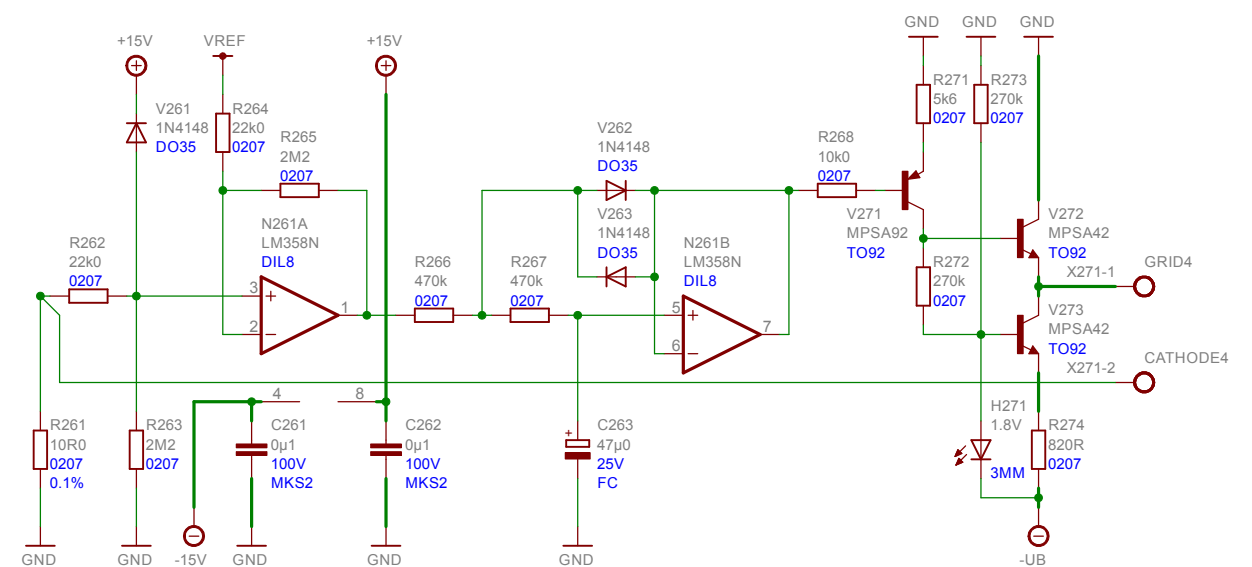 +15V
VREF
+15V
GND
GND
GND
V261
1N4148
DO35
R264
22k0
0207
R265
2M2
0207
V262
1N4148
DO35
V263
1N4148
DO35
R268
10k0
0207
R271
5k6
0207
R273
270k
0207
V271
MPSA92
TO92
V272
MPSA42
TO92
R262
22k0
0207
N261A
LM358N
DIL8
3
+
2
−
1
R266
470k
0207
R267
470k
0207
N261B
LM358N
DIL8
5
+
6
−
7
R272
270k
0207
X271-1
GRID4
V273
MPSA42
TO92
X271-2
CATHODE4
4
8
R261
10R0
0207
0.1%
R263
2M2
0207
C261
0µ1
100V
MKS2
C262
0µ1
100V
MKS2
+
C263
47µ0
25V
FC
H271
1.8V
3MM
R274
820R
0207
GND
GND
-15V
GND
GND
GND
-UB